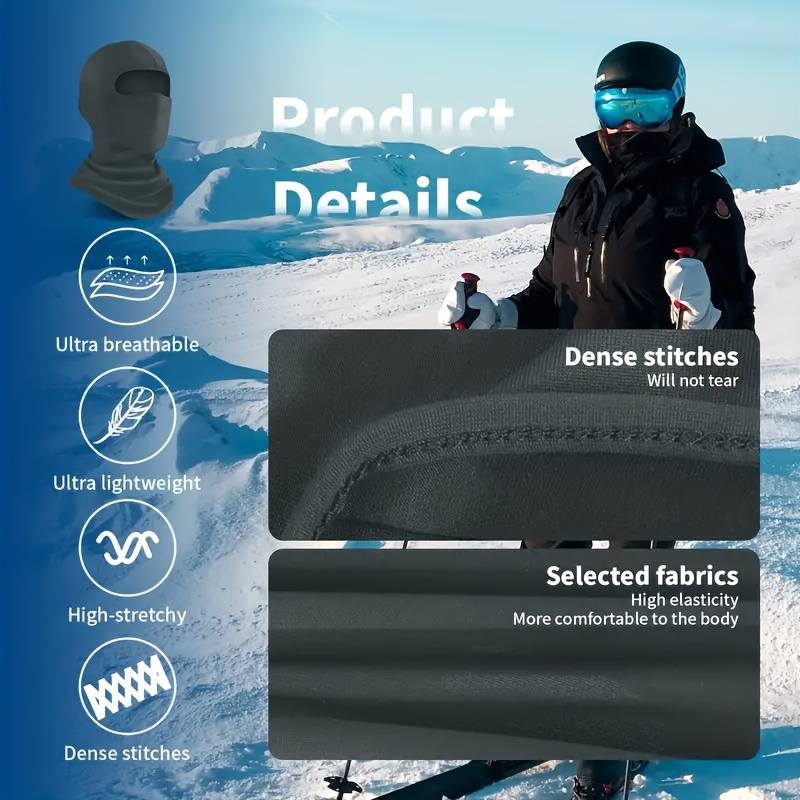 Product
Details
Ultra breathable
Ultra lightweight
High-stretchy
Dense stitches
Dense stitches
Will not tear
Selected fabrics
High elasticity
More comfortable to the body